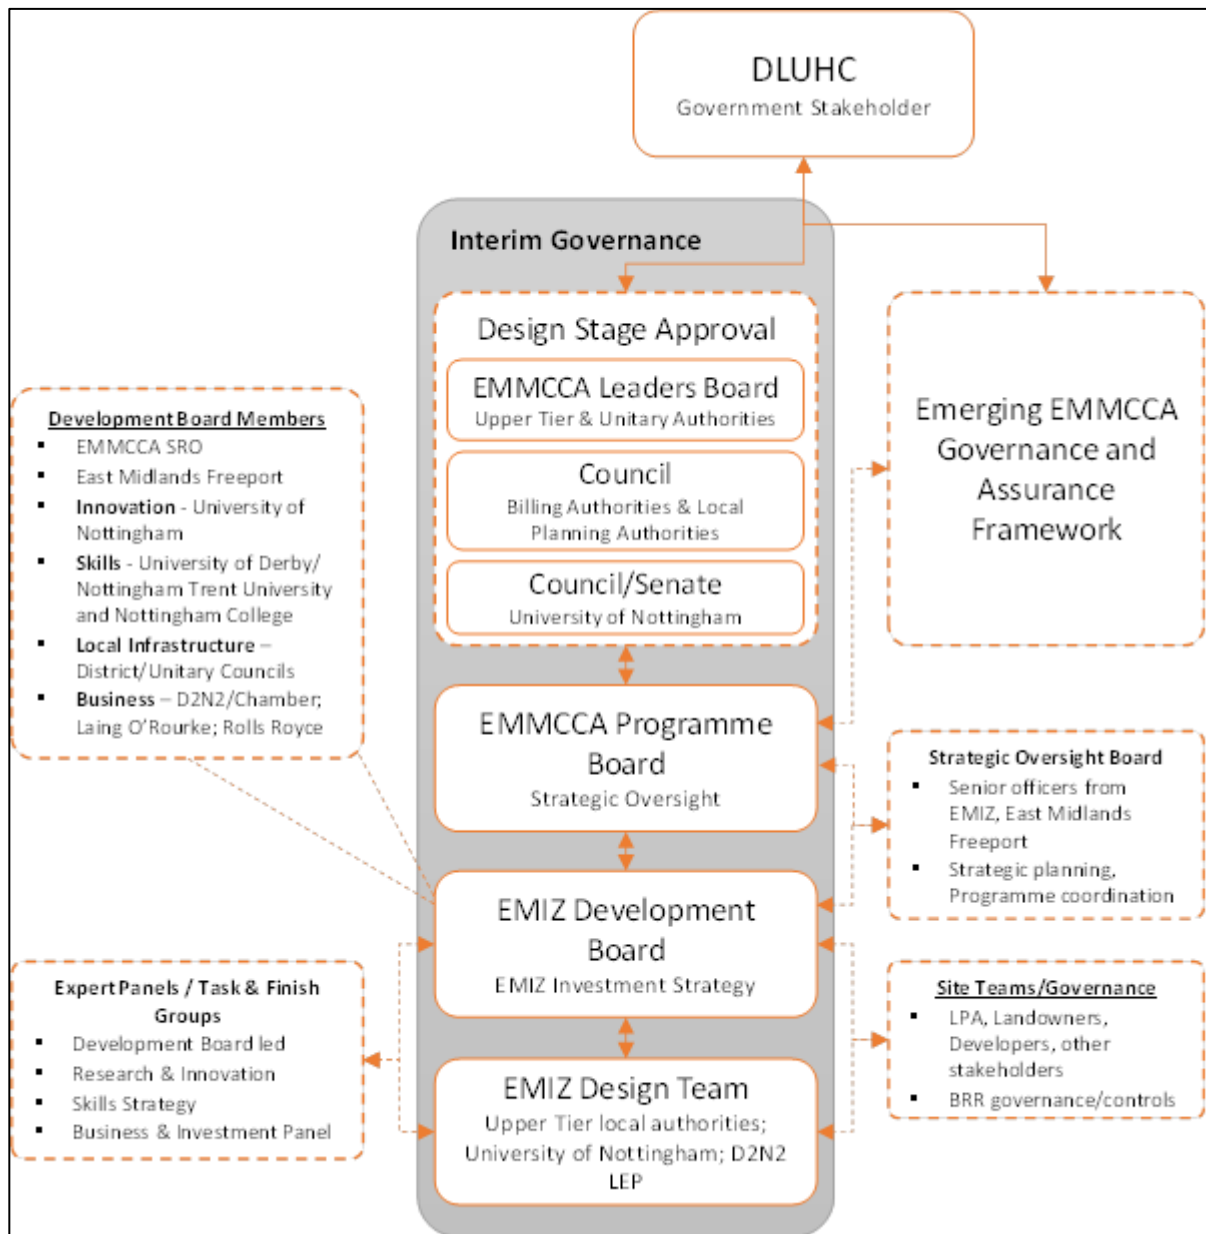 DLUHC
Government Stakeholder
Interim Governance
Design Stage Approval
EMMCCA Leaders Board
Upper Tier & Unitary Authorities
Council
Billing Authorities & Local
Planning Authorities
Council/Senate
University of Nottingham
Emerging EMMCCA
Governance and
Assurance
Framework
Development Board Members
▪ EMMCCA SRO
▪ East Midlands Freeport
▪ Innovation - University of
Nottingham
▪ Skills - University of Derby/
Nottingham Trent University
and Nottingham College
▪ Local Infrastructure –
District/Unitary Councils
▪ Business – D2N2/Chamber;
Laing O’Rourke; Rolls Royce
EMMCCA Programme
Board
Strategic Oversight
Strategic Oversight Board
▪ Senior officers from
EMIZ, East Midlands
Freeport
▪ Strategic planning,
Programme coordination
EMIZ Development
Board
EMIZ Investment Strategy
Expert Panels / Task & Finish
Groups
▪ Development Board led
▪ Research & Innovation
▪ Skills Strategy
▪ Business & Investment Panel
Site Teams/Governance
▪ LPA, Landowners,
Developers, other
stakeholders
▪ BRR governance/controls
EMIZ Design Team
Upper Tier local authorities;
University of Nottingham; D2N2
LEP